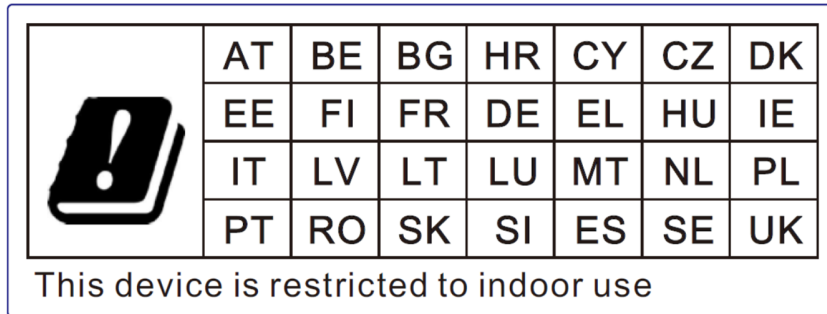 AT BE BG HR CY CZ DK
EE FI FR DE EL HU IE
IT LV LT LU MT NL PL
PT RO SK SI ES SE UK
This device is restricted to indoor use